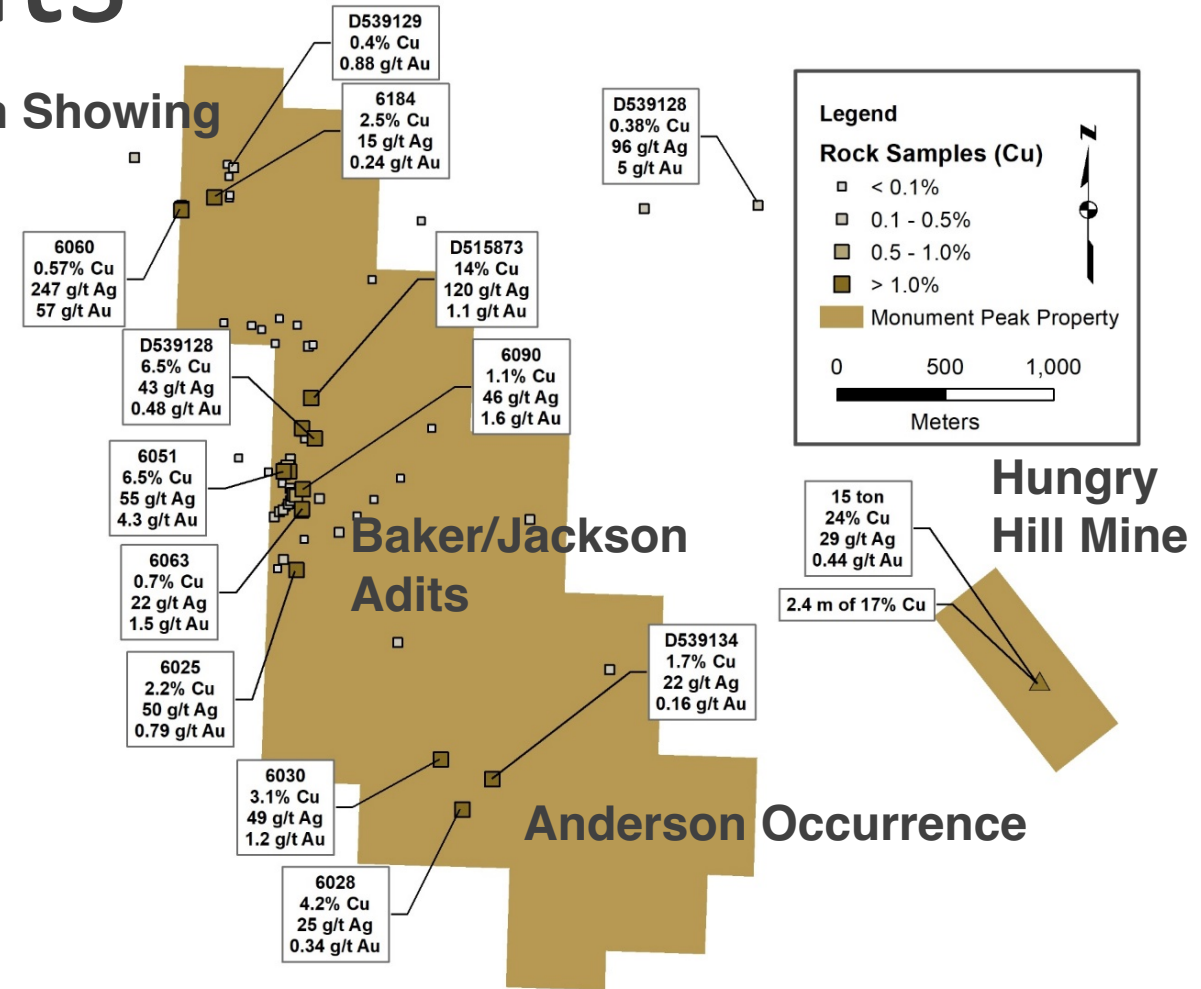 Showing
D539129
0.4% Cu
0.88 g/t Au
6184
2.5% Cu
15 g/t Ag
0.24 g/t Au
D539128
0.38% Cu
96 g/t Ag
5 g/t Au
Legend
Rock Samples (Cu)
< 0.1%
0.1 - 0.5%
0.5 - 1.0%
> 1.0%
Monument Peak Property
N
0 500 1,000
Meters
6060
0.57% Cu
247 g/t Ag
57 g/t Au
D515873
14% Cu
120 g/t Ag
1.1 g/t Au
D539128
6.5% Cu
43 g/t Ag
0.48 g/t Au
6090
1.1% Cu
46 g/t Ag
1.6 g/t Au
6051
6.5% Cu
55 g/t Ag
4.3 g/t Au
Hungry
Hill Mine
15 ton
24% Cu
29 g/t Ag
0.44 g/t Au
2.4 m of 17% Cu
Baker/Jackson
Adits
6063
0.7% Cu
22 g/t Ag
1.5 g/t Au
6025
2.2% Cu
50 g/t Ag
0.79 g/t Au
D539134
1.7% Cu
22 g/t Ag
0.16 g/t Au
6030
3.1% Cu
49 g/t Ag
1.2 g/t Au
Anderson Occurrence
6028
4.2% Cu
25 g/t Ag
0.34 g/t Au